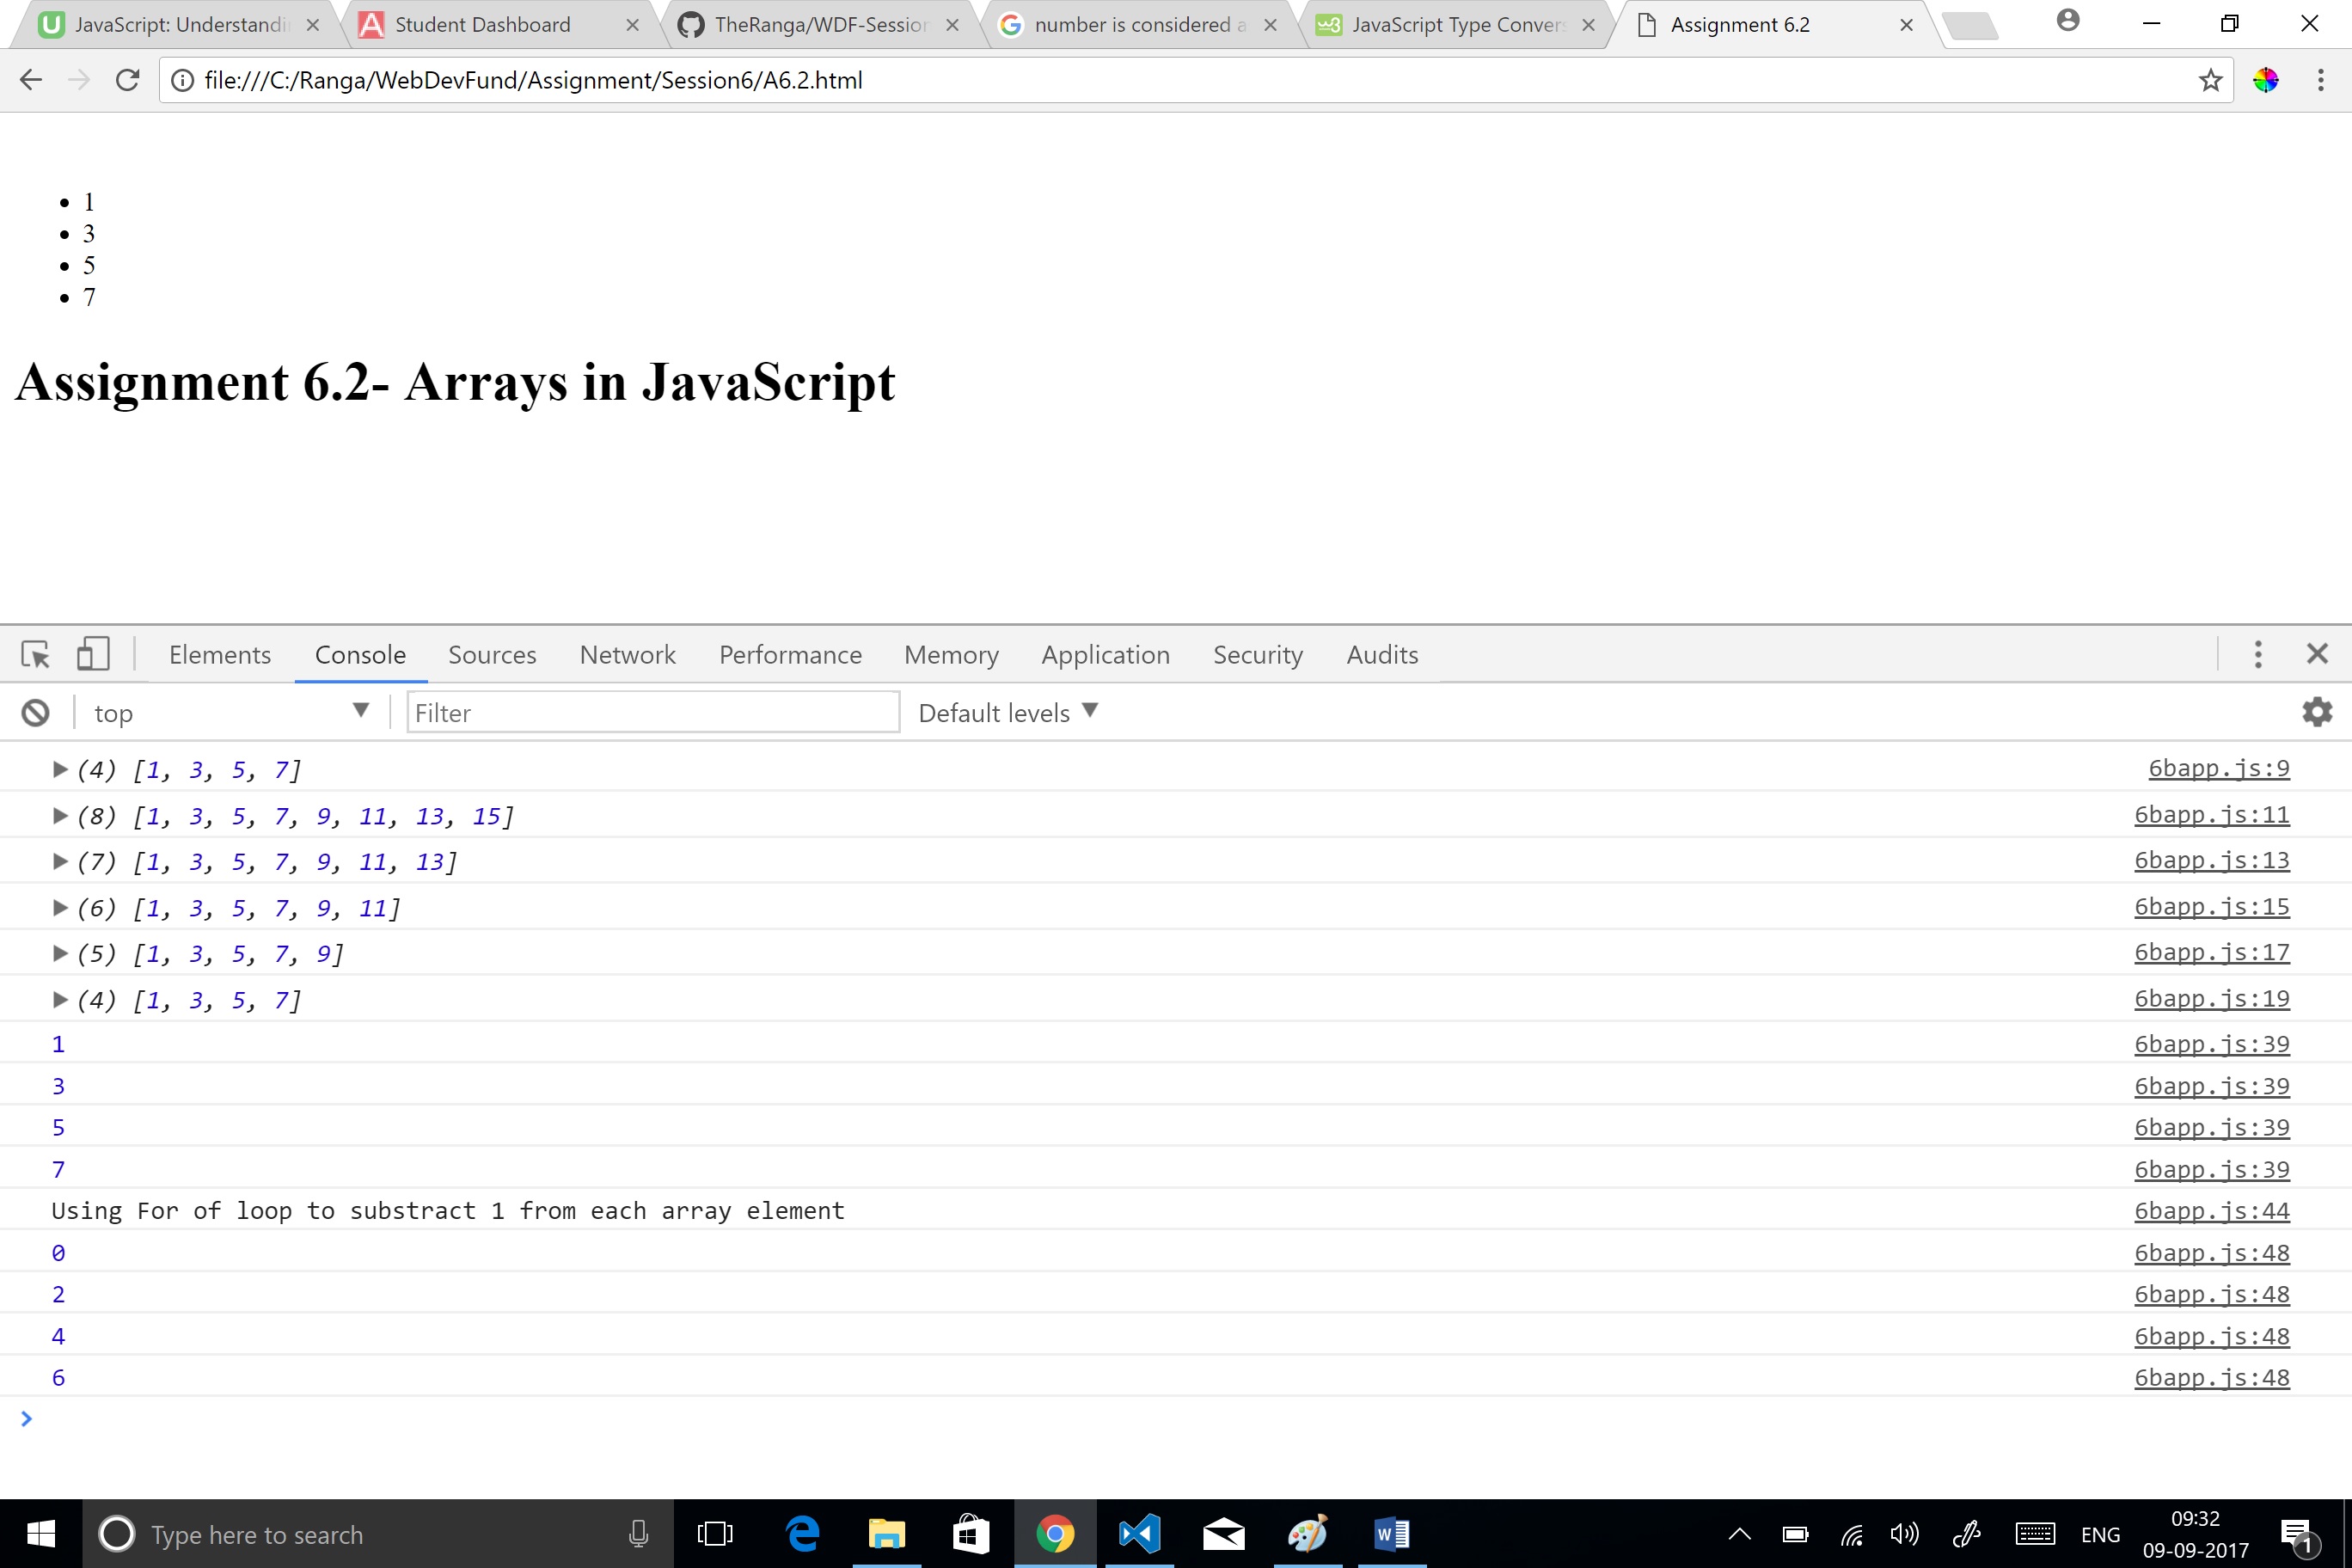 JavaScript: Understandi
Student Dashboard
TheRanga/WDF-Session
number is considered a
JavaScript Type Convers
Assignment 6.2
file:///C:/Ranga/WebDevFund/Assignment/Session6/A6.2.html
1
3
5
7
Assignment 6.2- Arrays in JavaScript
Elements Console Sources Network Performance Memory Application Security Audits
top Filter Default levels
(4) [1, 3, 5, 7] 6bapp.js:9
(8) [1, 3, 5, 7, 9, 11, 13, 15] 6bapp.js:11
(7) [1, 3, 5, 7, 9, 11, 13] 6bapp.js:13
(6) [1, 3, 5, 7, 9, 11] 6bapp.js:15
(5) [1, 3, 5, 7, 9] 6bapp.js:17
(4) [1, 3, 5, 7] 6bapp.js:19
1 6bapp.js:39
3 6bapp.js:39
5 6bapp.js:39
7 6bapp.js:39
Using For of loop to substract 1 from each array element 6bapp.js:44
0 6bapp.js:48
2 6bapp.js:48
4 6bapp.js:48
6 6bapp.js:48
Type here to search
ENG
09:32
09-09-2017
1